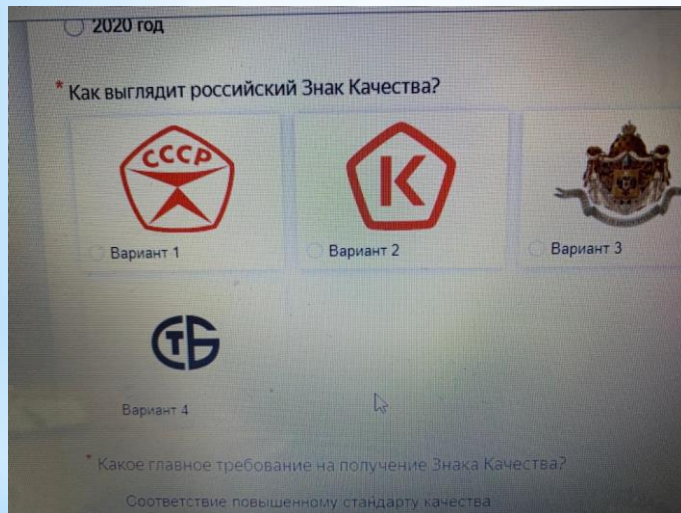 2020 год
* Как выглядит российский Знак Качества?
СССР
К
Вариант 1
Вариант 2
Вариант 3
СТБ
Вариант 4
* Какое главное требование на получение Знака Качества?
Соответствие повышенному стандарту качества